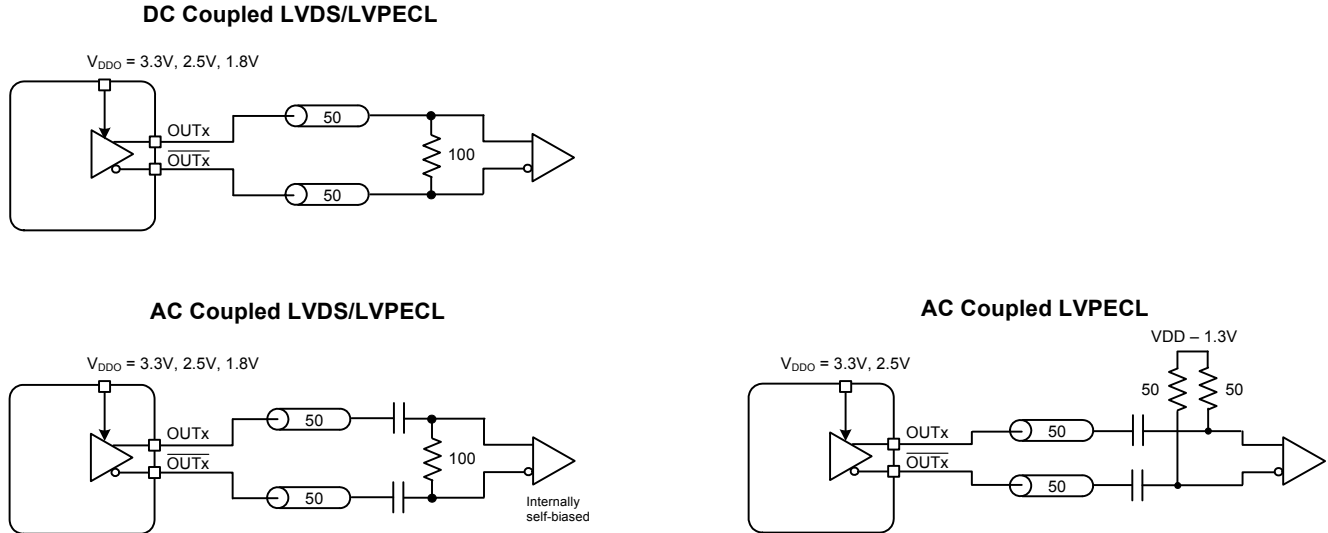 DC Coupled LVDS/LVPECL
VDDO = 3.3V, 2.5V, 1.8V
OUTx
OUTx
50
50
100
AC Coupled LVDS/LVPECL
VDDO = 3.3V, 2.5V, 1.8V
OUTx
OUTx
50
50
100
Internally
self-biased
AC Coupled LVPECL
VDD – 1.3V
VDDO = 3.3V, 2.5V
50
50
OUTx
OUTx
50
50